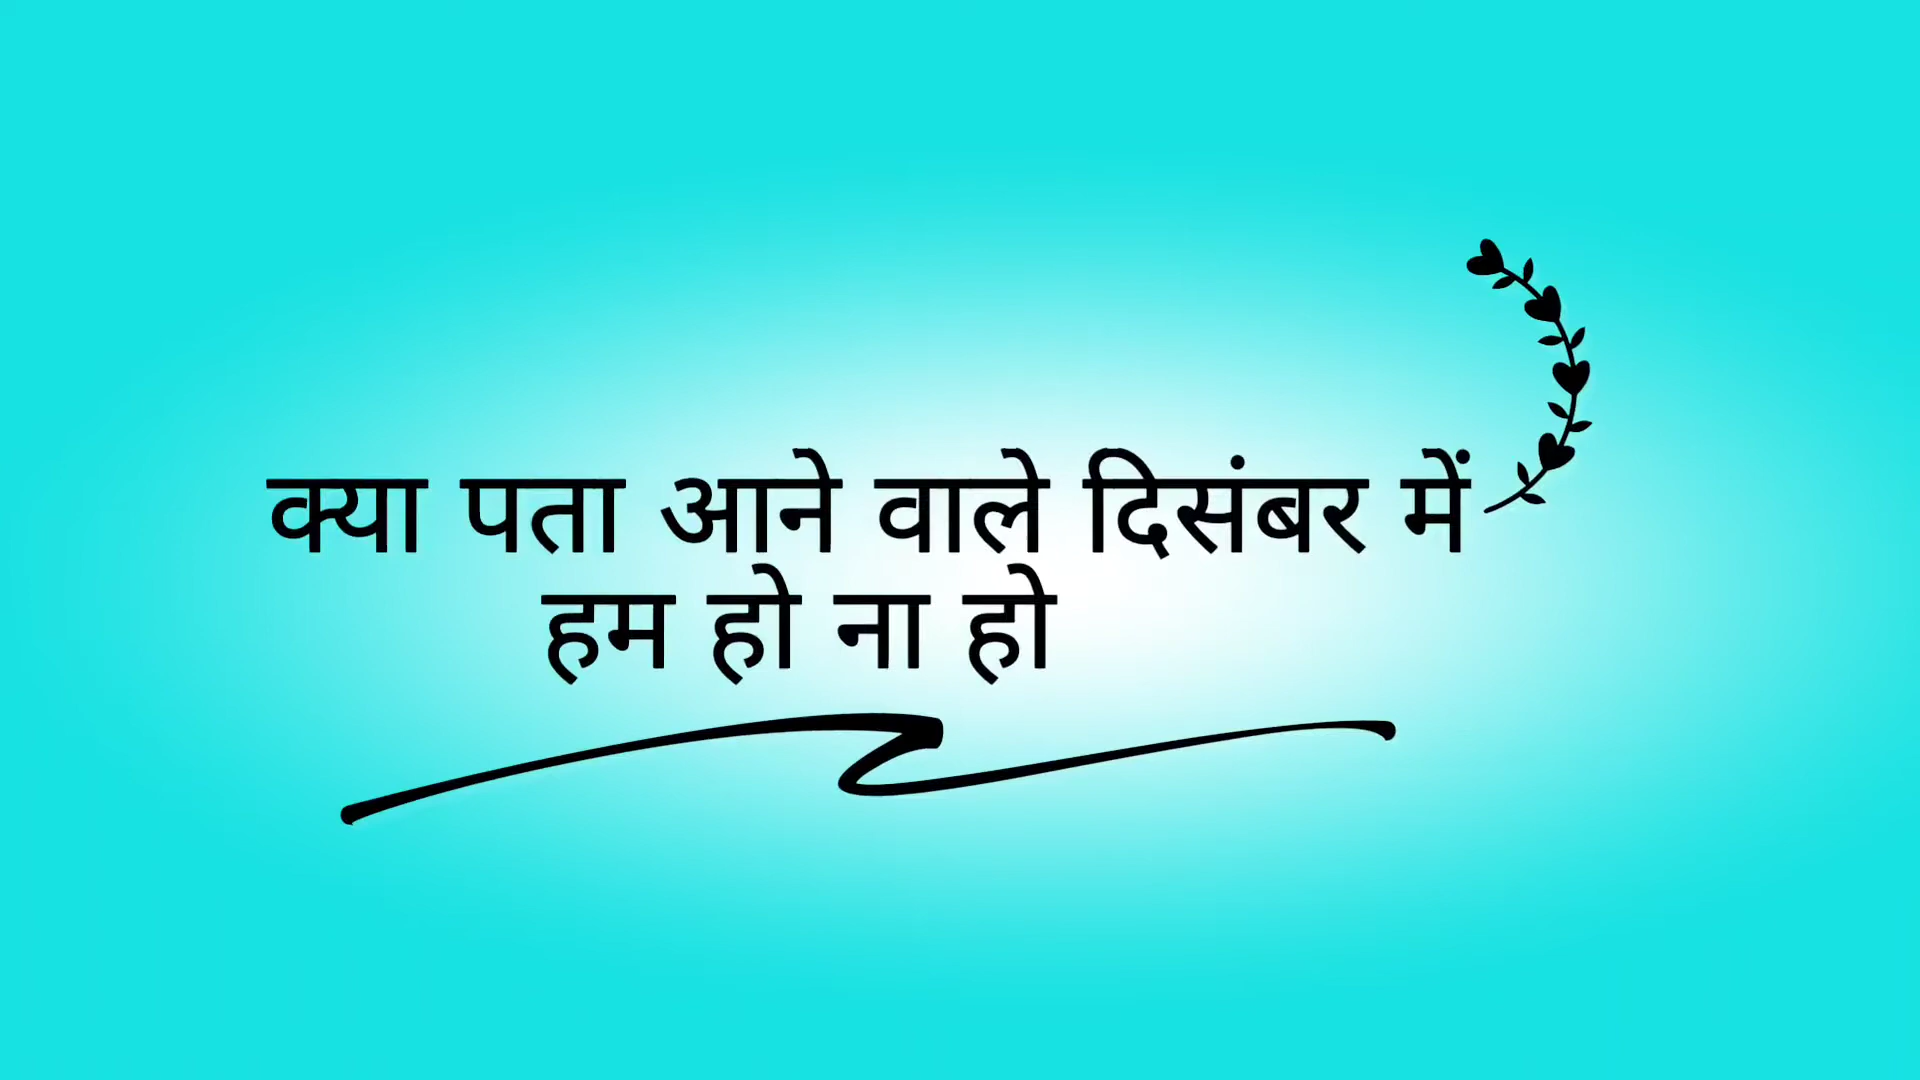 क्या पता आने वाले दिसंबर में
हम हो ना हो